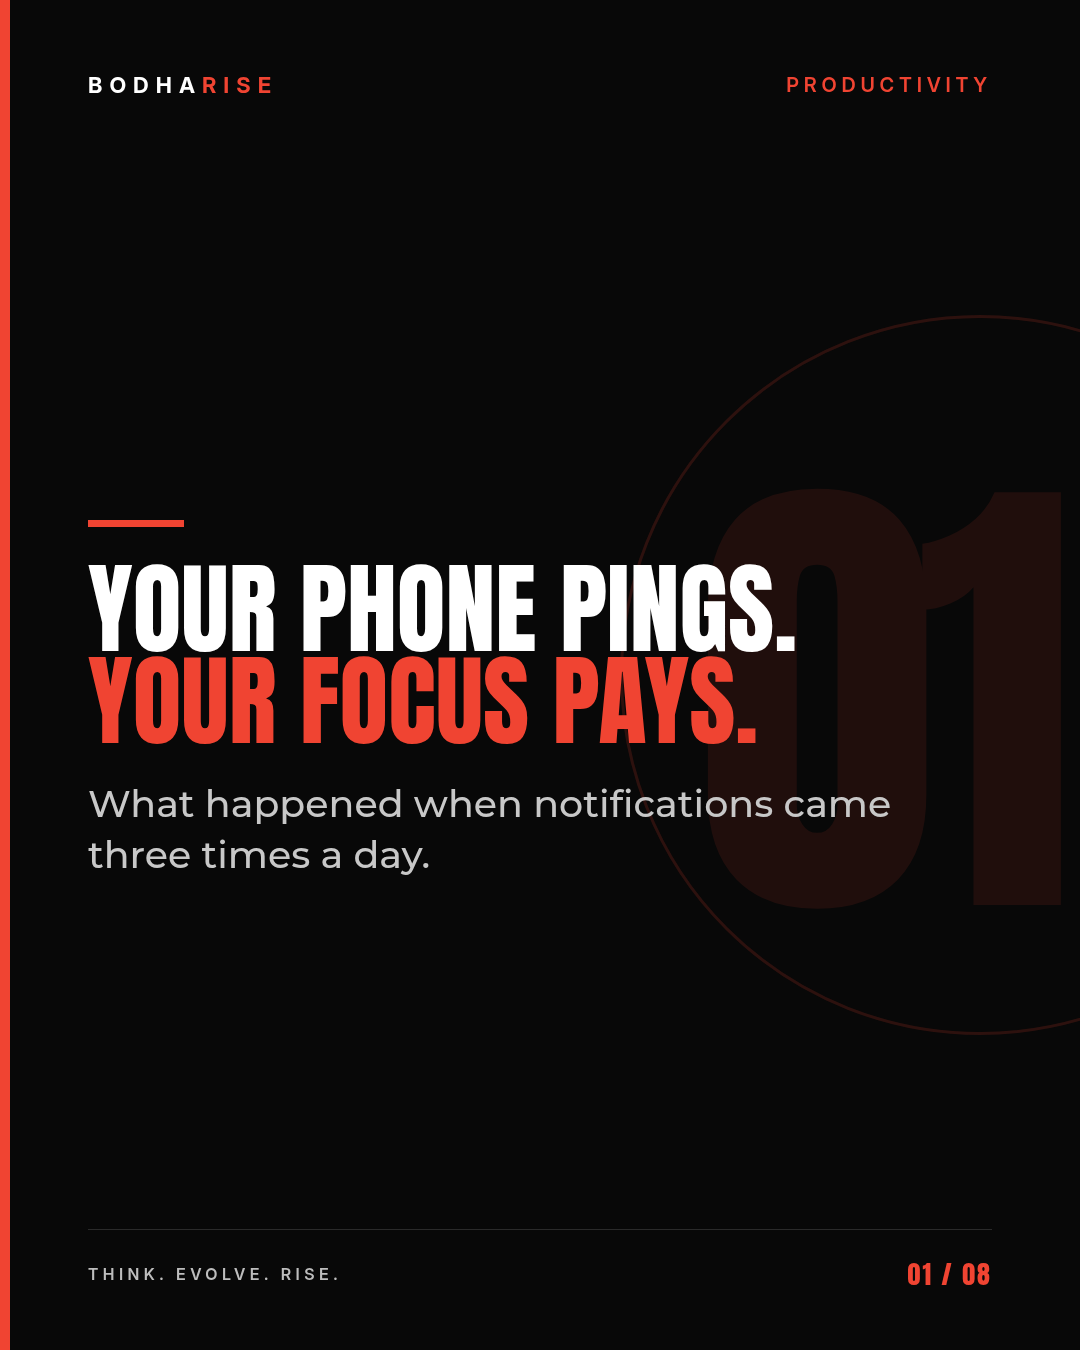 BODHARISE
PRODUCTIVITY
01
YOUR PHONE PINGS.
YOUR FOCUS PAYS.
What happened when notifications came
three times a day.
THINK. EVOLVE. RISE.
01 / 08